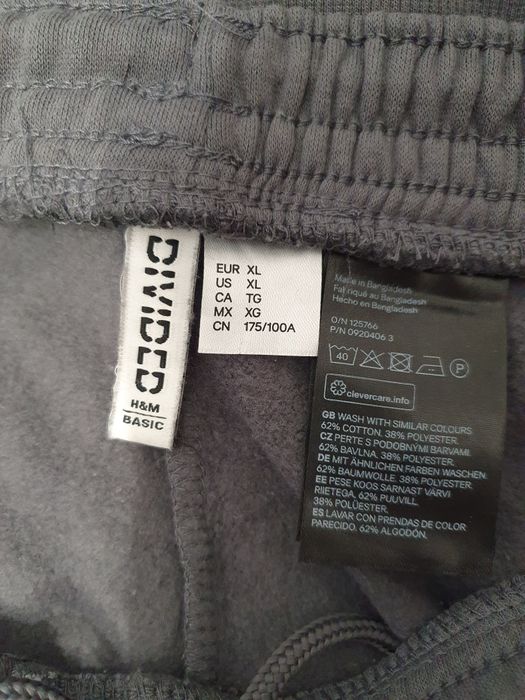 DIVIDED
H&M
BASIC
EUR XL
US XL
CA TG
MX XG
CN 175/100A
Made in Bangladesh
Fabriqué au Bangladesh
Hecho en Bangladesh
O/N 125766
P/N 0920406 3
40
P
clevercare.info
GB WASH WITH SIMILAR COLOURS
62% COTTON. 38% POLYESTER.
CZ PERTE S PODOBNÝMI BARVAMI.
62% BAVLNA. 38% POLYESTER.
DE MIT ÄHNLICHEN FARBEN WASCHEN.
62% BAUMWOLLE. 38% POLYESTER.
EE PESE KOOS SARNAST VÄRVI
RIIETEGA. 62% PUUVILL.
38% POLÜESTER.
ES LAVAR CON PRENDAS DE COLOR
PARECIDO. 62% ALGODÓN.